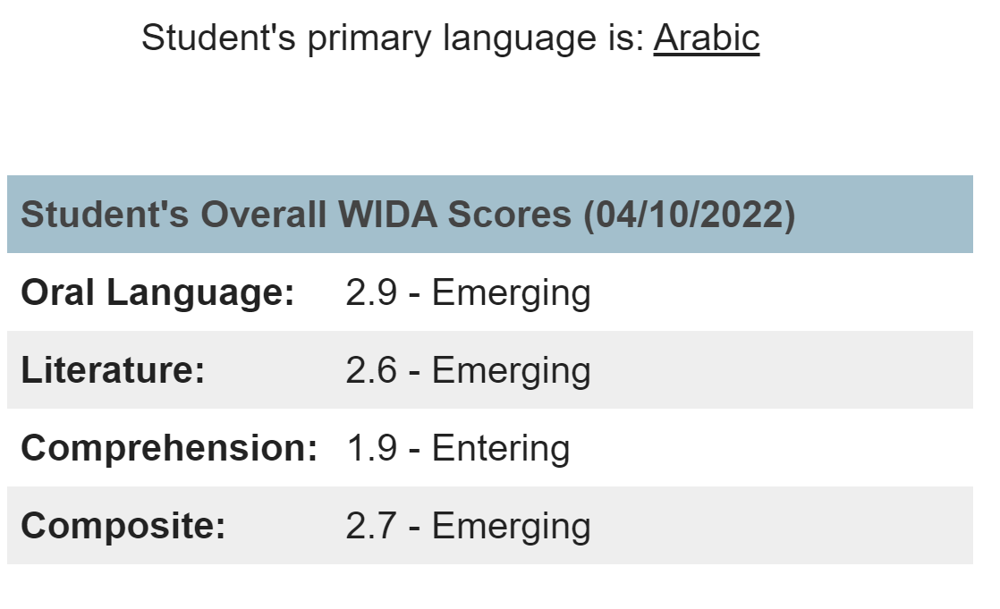 Student's primary language is: Arabic
Student's Overall WIDA Scores (04/10/2022)
Oral Language: 2.9 - Emerging
Literature: 2.6 - Emerging
Comprehension: 1.9 - Entering
Composite: 2.7 - Emerging